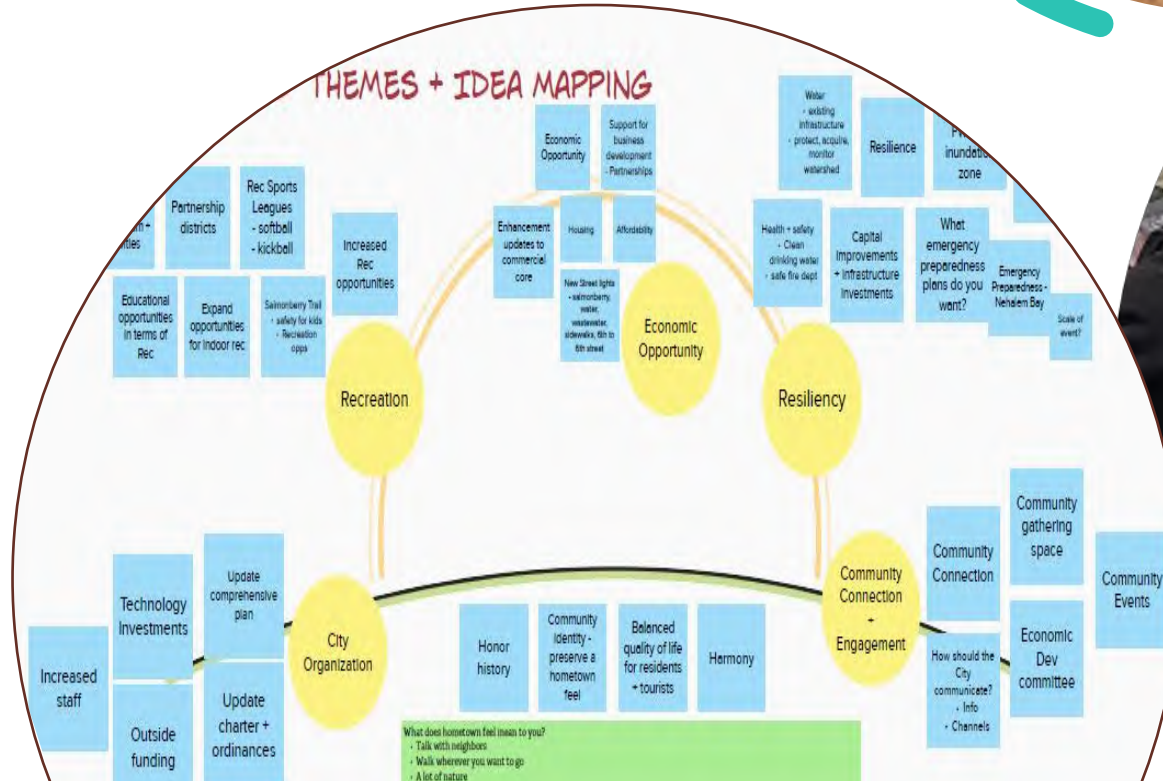 THEMES + IDEA MAPPING
Partnership
districts
Rec Sports
Leagues
- softball
- kickball
Increased
Rec
opportunities
Educational
opportunities
in terms of
Rec
Expand
opportunities
for indoor rec
Salmonberry Trail
- safety for kids
- Recreation
opps
Recreation
Economic
Opportunity
Support for
business
development
- Partnerships
Enhancement
updates to
commercial
core
Housing
Affordability
New Street lights
- salmonberry,
water,
wastewater,
sidewalks, 6th to
8th street
Economic
Opportunity
Water
- existing
infrastructure
- protect, acquire,
monitor
watershed
Resilience
inundation
zone
Health + safety
- Clean
drinking water
- safe fire dept
Capital
Improvements
+ Infrastructure
Investments
What
emergency
preparedness
plans do you
want?
Emergency
Preparedness -
Nehalem Bay
Scale of
event?
Resiliency
Increased
staff
Technology
Investments
Update
comprehensive
plan
Outside
funding
Update
charter +
ordinances
City
Organization
Honor
history
Community
Identity -
preserve a
hometown
feel
Balanced
quality of life
for residents
+ tourists
Harmony
Community
Connection
+
Engagement
Community
Connection
Community
gathering
space
Community
Events
How should the
City
communicate?
- Info
- Channels
Economic
Dev
committee
What does hometown feel mean to you?
- Talk with neighbors
- Walk wherever you want to go
- A lot of nature